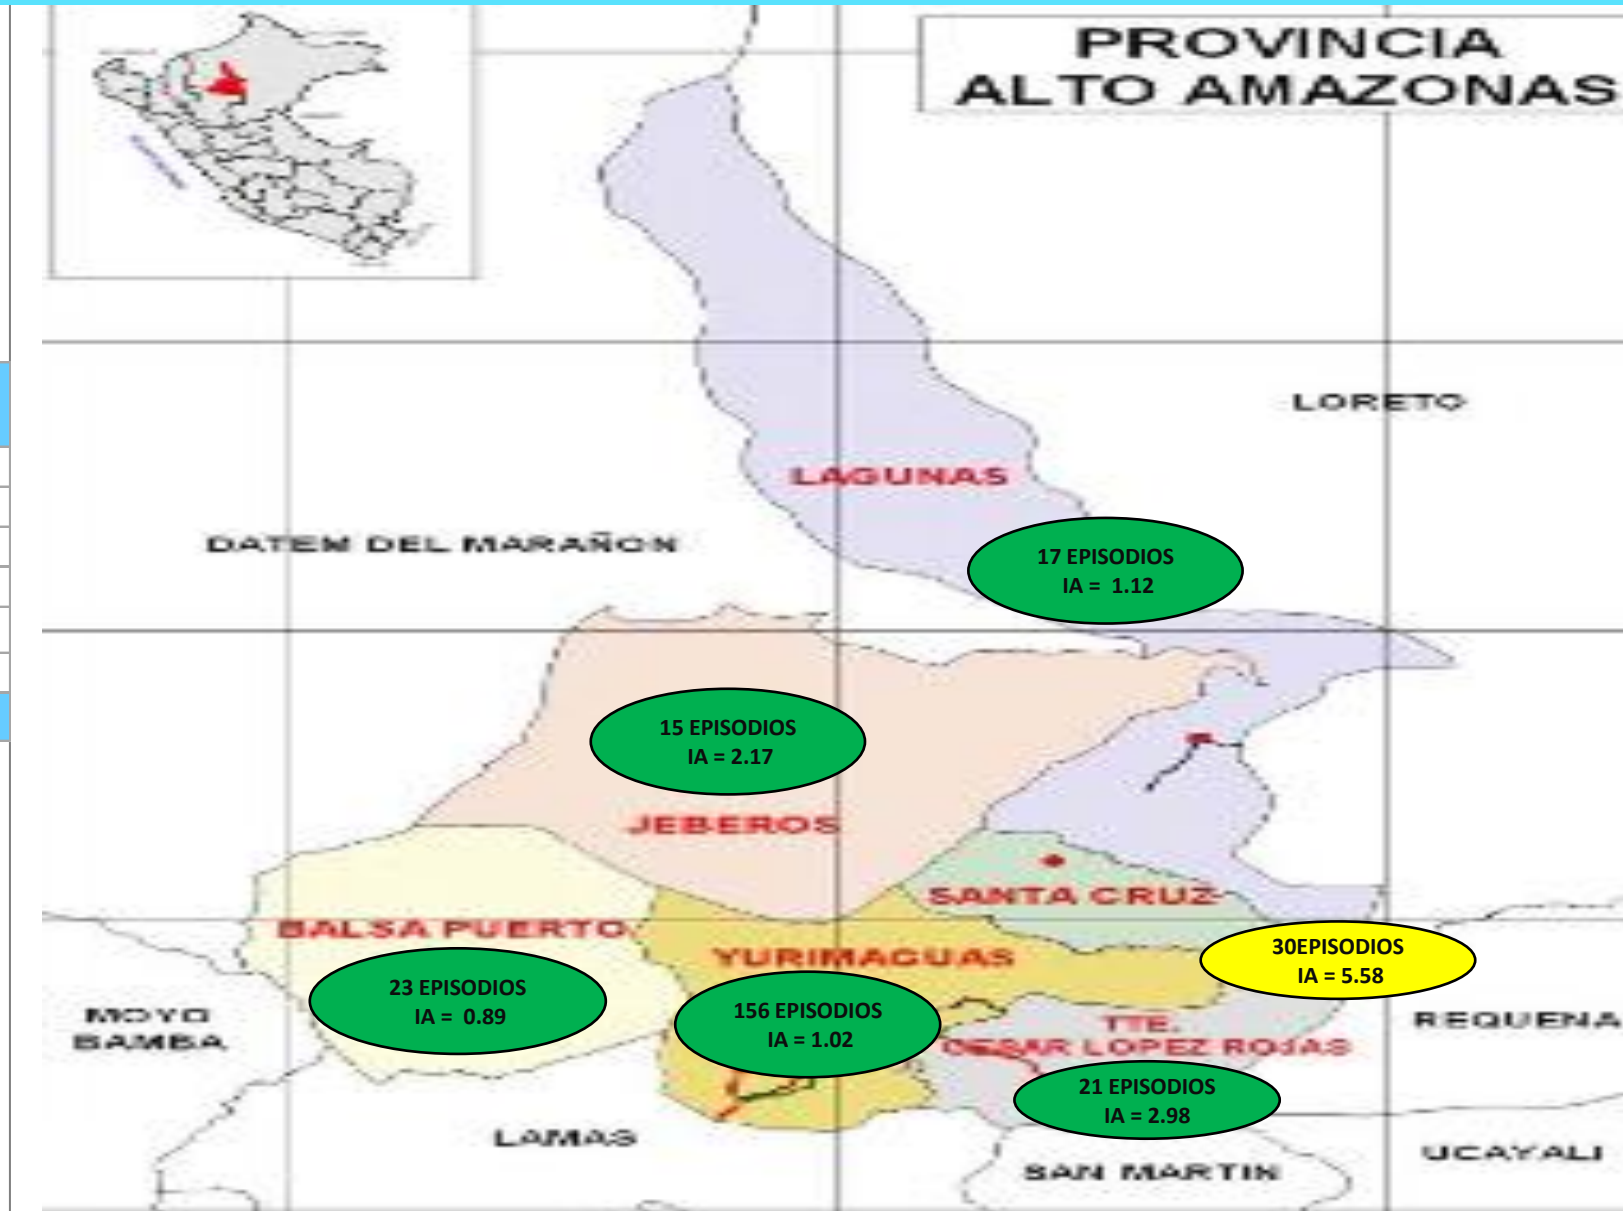 PROVINCIA
ALTO AMAZONAS
LORETO
LAGUNAS
DATEM DEL MARAÑON
17 EPISODIOS
IA = 1.12
15 EPISODIOS
IA = 2.17
JEBEROS
SANTA CRUZ
BALSA PUERTO
YURIMAGUAS
30EPISODIOS
IA = 5.58
23 EPISODIOS
IA = 0.89
156 EPISODIOS
IA = 1.02
MOYO
BAMBA
TTE.
CESAR LOPEZ ROJAS
REQUENA
21 EPISODIOS
IA = 2.98
LAMAS
SAN MARTIN
UCAYALI